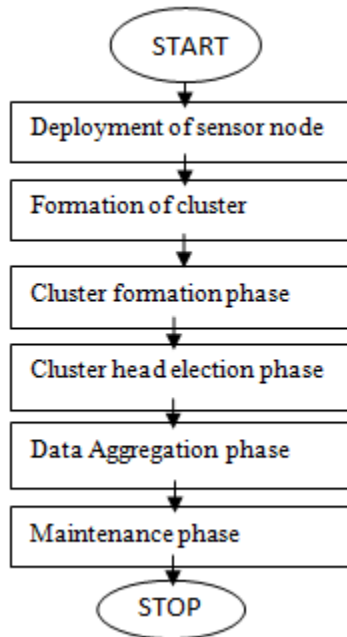 START
Deployment of sensor node
Formation of cluster
Cluster formation phase
Cluster head election phase
Data Aggregation phase
Maintenance phase
STOP